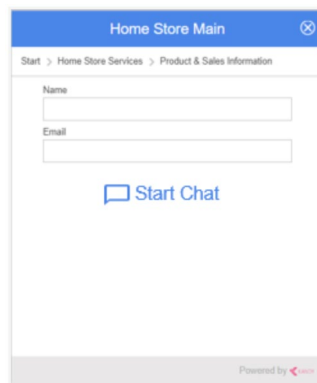 Home Store Main
Start > Home Store Services > Product & Sales Information
Name
Email
Start Chat
Powered by